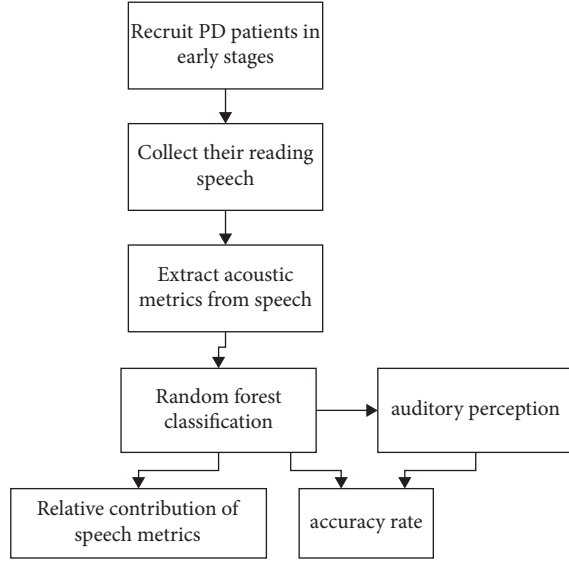 Recruit PD patients in
early stages
Collect their reading
speech
Extract acoustic
metrics from speech
Random forest
classification
auditory perception
Relative contribution of
speech metrics
accuracy rate